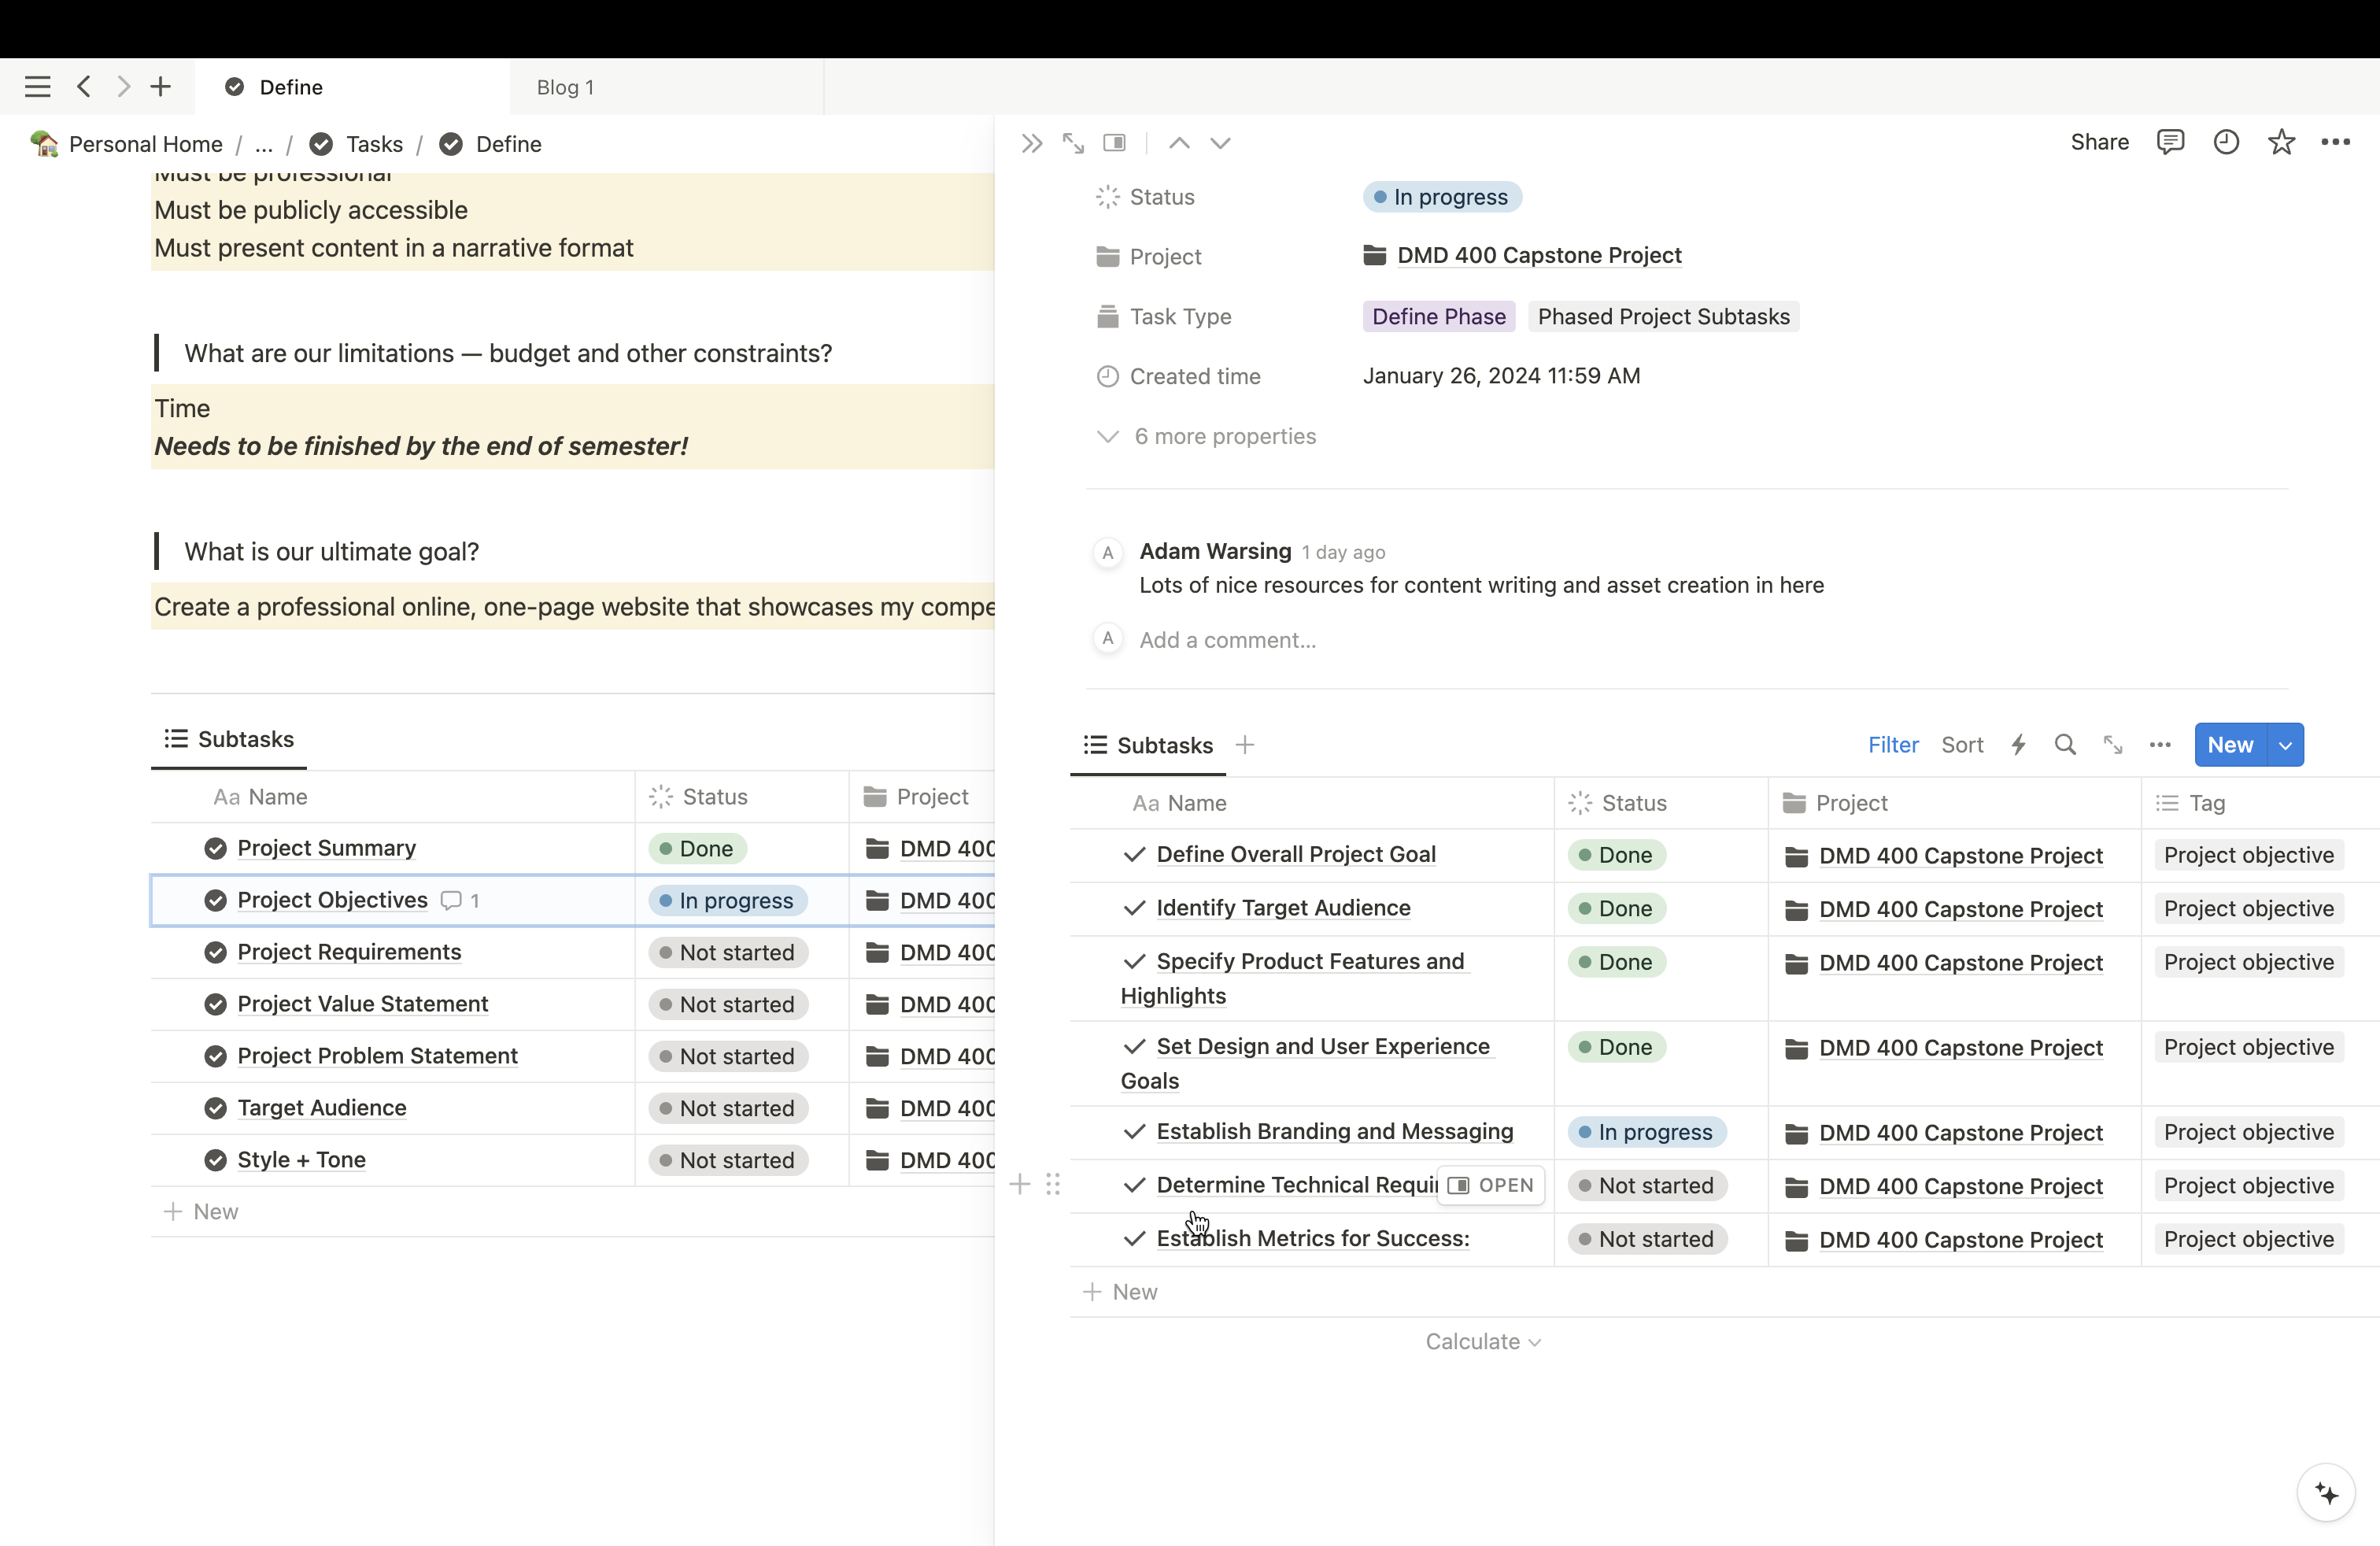 Define
Blog 1
Personal Home / ... / Tasks / Define
Must be professional
Must be publicly accessible
Must present content in a narrative format
What are our limitations — budget and other constraints?
Time
Needs to be finished by the end of semester!
What is our ultimate goal?
Create a professional online, one-page website that showcases my compe
Subtasks
Aa Name Status Project
Project Summary Done DMD 400
Project Objectives 1 In progress DMD 400
Project Requirements Not started DMD 400
Project Value Statement Not started DMD 400
Project Problem Statement Not started DMD 400
Target Audience Not started DMD 400
Style + Tone Not started DMD 400
New
Share
Status In progress
Project DMD 400 Capstone Project
Task Type Define Phase Phased Project Subtasks
Created time January 26, 2024 11:59 AM
6 more properties
A Adam Warsing 1 day ago
Lots of nice resources for content writing and asset creation in here
A Add a comment...
Subtasks Filter Sort New
Aa Name Status Project Tag
Define Overall Project Goal Done DMD 400 Capstone Project Project objective
Identify Target Audience Done DMD 400 Capstone Project Project objective
Specify Product Features and Done DMD 400 Capstone Project Project objective
Highlights
Set Design and User Experience Done DMD 400 Capstone Project Project objective
Goals
Establish Branding and Messaging In progress DMD 400 Capstone Project Project objective
Determine Technical Requir OPEN Not started DMD 400 Capstone Project Project objective
Establish Metrics for Success: Not started DMD 400 Capstone Project Project objective
New
Calculate